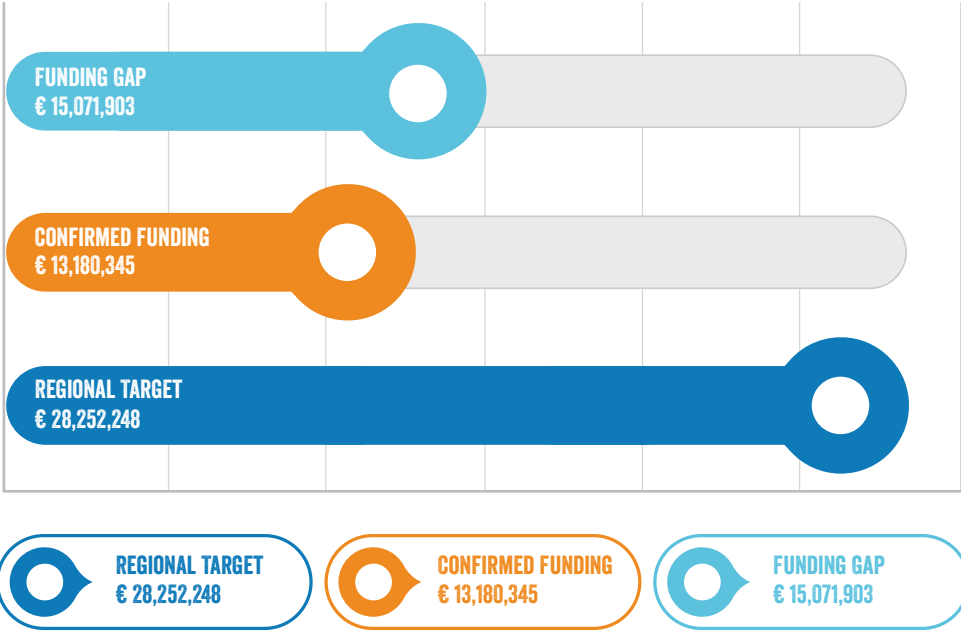 FUNDING GAP
€ 15,071,903
CONFIRMED FUNDING
€ 13,180,345
REGIONAL TARGET
€ 28,252,248
REGIONAL TARGET
€ 28,252,248
CONFIRMED FUNDING
€ 13,180,345
FUNDING GAP
€ 15,071,903